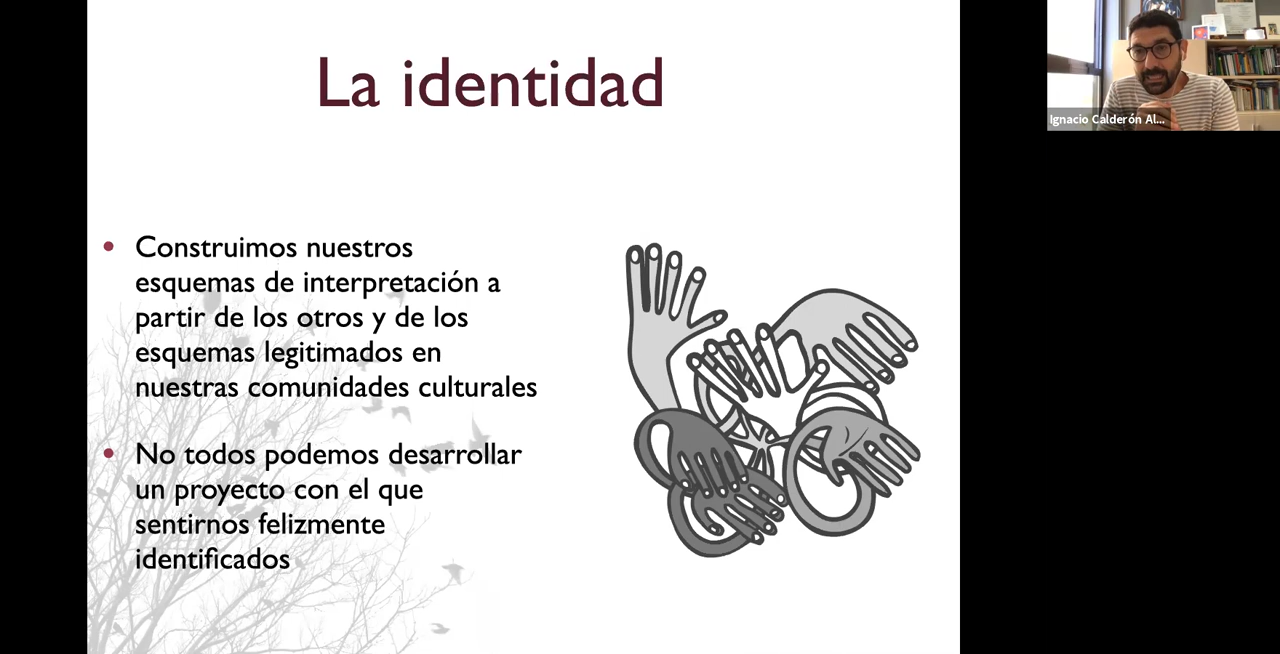 La identidad
Ignacio Calderón Al...
• Construimos nuestros
esquemas de interpretación a
partir de los otros y de los
esquemas legitimados en
nuestras comunidades culturales
• No todos podemos desarrollar
un proyecto con el que
sentirnos felizmente
identificados